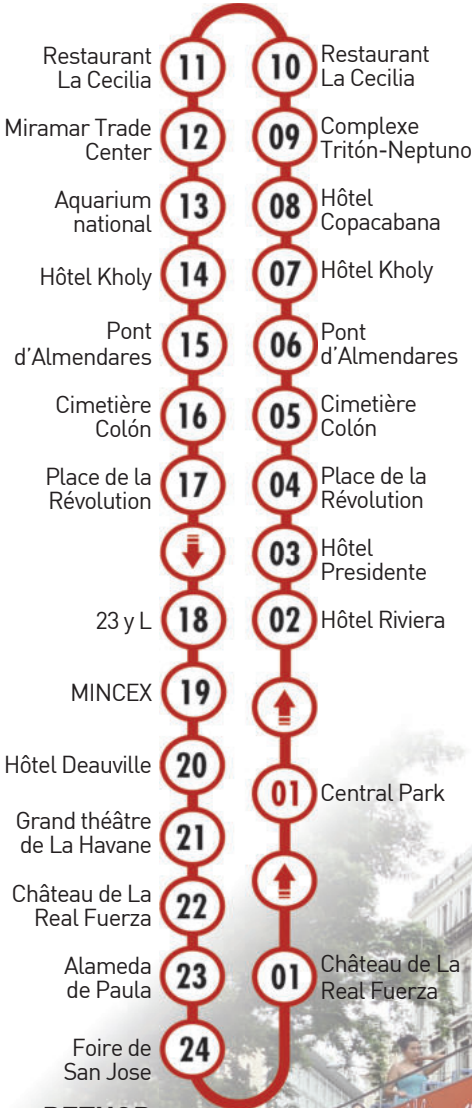 11
Restaurant
La Cecilia
10
Restaurant
La Cecilia
12
Miramar Trade
Center
09
Complexe
Tritón-Neptuno
13
Aquarium
national
08
Hôtel
Copacabana
14
Hôtel Kholy
07
Hôtel Kholy
15
Pont
d'Almendares
06
Pont
d'Almendares
16
Cimetière
Colón
05
Cimetière
Colón
17
Place de la
Révolution
04
Place de la
Révolution
03
Hôtel
Presidente
18
23 y L
02
Hôtel Riviera
19
MINCEX
20
Hôtel Deauville
01
Central Park
21
Grand théâtre
de La Havane
22
Château de La
Real Fuerza
23
Alameda
de Paula
01
Château de La
Real Fuerza
24
Foire de
San Jose